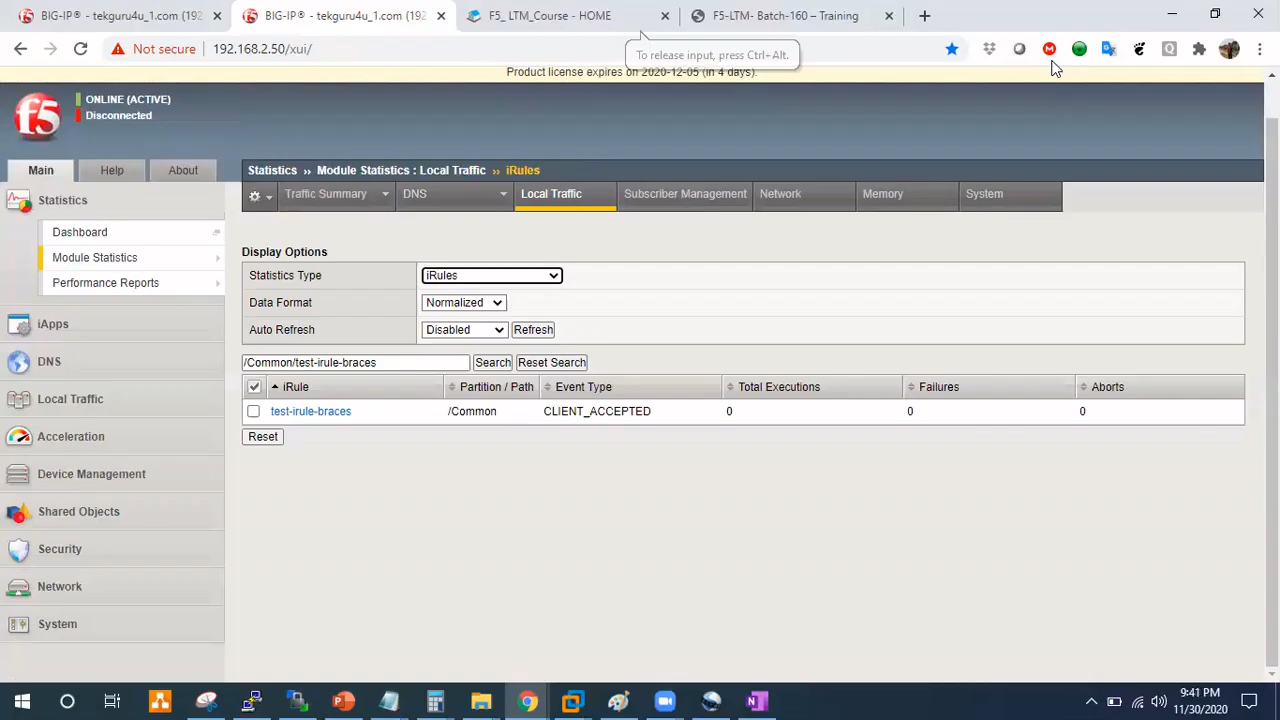 BIG-IP® - tekguru4u_1.com (192
BIG-IP® - tekguru4u_1.com (192
F5_ LTM_Course - HOME
F5-LTM- Batch-160 – Training
Not secure
192.168.2.50/xui/
To release input, press Ctrl+Alt.
Product license expires on 2020-12-05 (in 4 days).
f5
ONLINE (ACTIVE)
Disconnected
Main
Help
About
Statistics
Dashboard
Module Statistics
Performance Reports
iApps
DNS
Local Traffic
Acceleration
Device Management
Shared Objects
Security
Network
System
Statistics ›› Module Statistics : Local Traffic ›› iRules
Traffic Summary
DNS
Local Traffic
Subscriber Management
Network
Memory
System
Display Options
Statistics Type
iRules
Data Format
Normalized
Auto Refresh
Disabled
Refresh
/Common/test-irule-braces
Search
Reset Search
iRule
Partition / Path
Event Type
Total Executions
Failures
Aborts
test-irule-braces
/Common
CLIENT_ACCEPTED
0
0
0
Reset
9:41 PM
11/30/2020